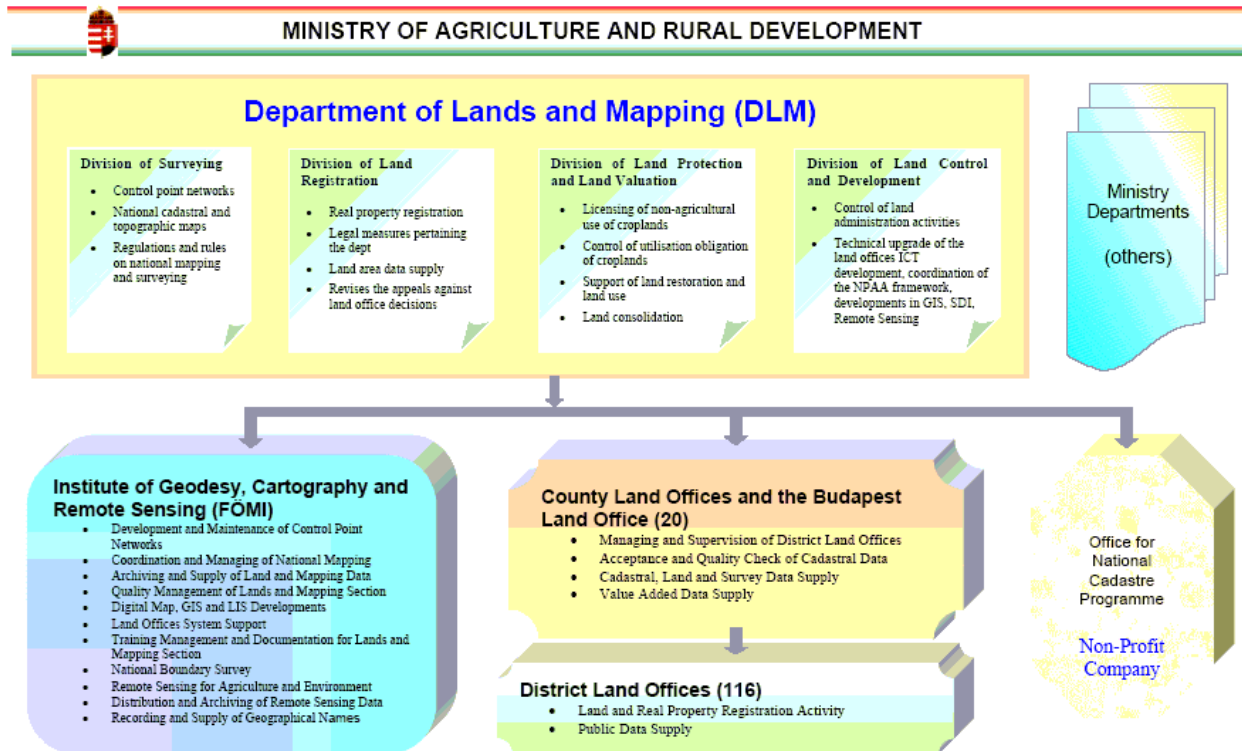 MINISTRY OF AGRICULTURE AND RURAL DEVELOPMENT
Department of Lands and Mapping (DLM)
Division of Surveying
• Control point networks
• National cadastral and
topographic maps
• Regulations and rules
on national mapping
and surveying
Division of Land
Registration
• Real property registration
• Legal measures pertaining
the dept
• Land area data supply
• Revises the appeals against
land office decisions
Division of Land Protection
and Land Valuation
• Licensing of non-agricultural
use of croplands
• Control of utilisation obligation
of croplands
• Support of land restoration and
land use
• Land consolidation
Division of Land Control
and Development
• Control of land
administration activities
• Technical upgrade of the
land offices ICT
development, coordination of
the NPAA framework,
developments in GIS, SDI,
Remote Sensing
Ministry
Departments
(others)
Institute of Geodesy, Cartography and
Remote Sensing (FÖMI)
• Development and Maintenance of Control Point
Networks
• Coordination and Managing of National Mapping
• Archiving and Supply of Land and Mapping Data
• Quality Management of Lands and Mapping Section
• Digital Map, GIS and LIS Developments
• Land Offices System Support
• Training Management and Documentation for Lands and
Mapping Section
• National Boundary Survey
• Remote Sensing for Agriculture and Environment
• Distribution and Archiving of Remote Sensing Data
• Recording and Supply of Geographical Names
County Land Offices and the Budapest
Land Office (20)
• Managing and Supervision of District Land Offices
• Acceptance and Quality Check of Cadastral Data
• Cadastral, Land and Survey Data Supply
• Value Added Data Supply
District Land Offices (116)
• Land and Real Property Registration Activity
• Public Data Supply
Office for
National
Cadastre
Programme
Non-Profit
Company